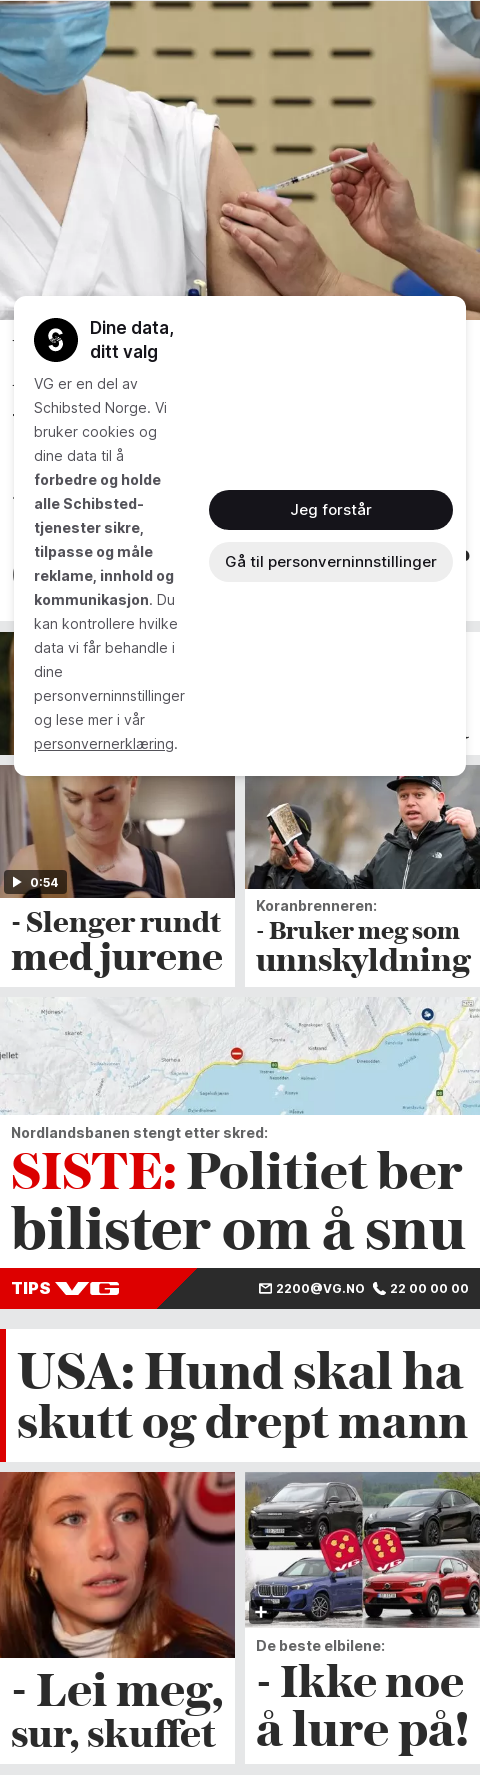 Dine data,
ditt valg
VG er en del av
Schibsted Norge. Vi
bruker cookies og
dine data til å
forbedre og holde
alle Schibsted-
tjenester sikre,
tilpasse og måle
reklame, innhold og
kommunikasjon. Du
kan kontrollere hvilke
data vi får behandle i
dine
personverninnstillinger
og lese mer i vår
personvernerklæring.
Jeg forstår
Gå til personverninnstillinger
0:54
- Slenger rundt
med jurene
Koranbrenneren:
- Bruker meg som
unnskyldning
Nordlandsbanen stengt etter skred:
SISTE: Politiet ber
bilister om å snu
TIPS VG 2200@VG.NO 22 00 00 00
USA: Hund skal ha
skutt og drept mann
- Lei meg,
sur, skuffet
VG VG
De beste elbilene:
- Ikke noe
å lure på!